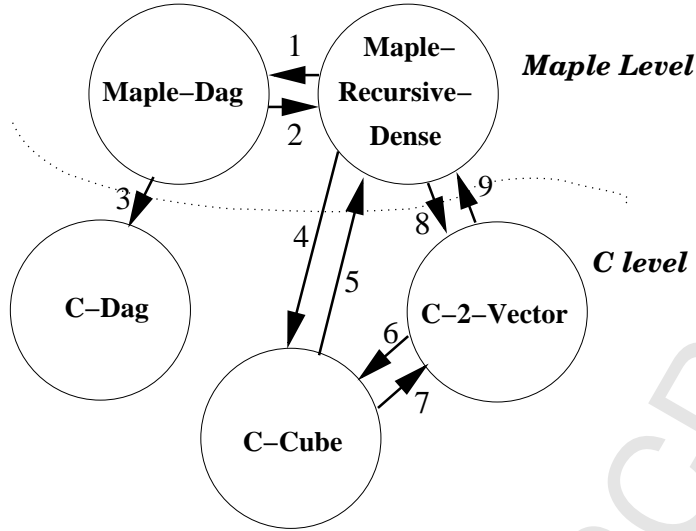 1
Maple–
Recursive–
Dense
Maple Level
Maple–Dag
2
3
4
8
9
C level
5
C–Dag
C–2–Vector
6
7
C–Cube